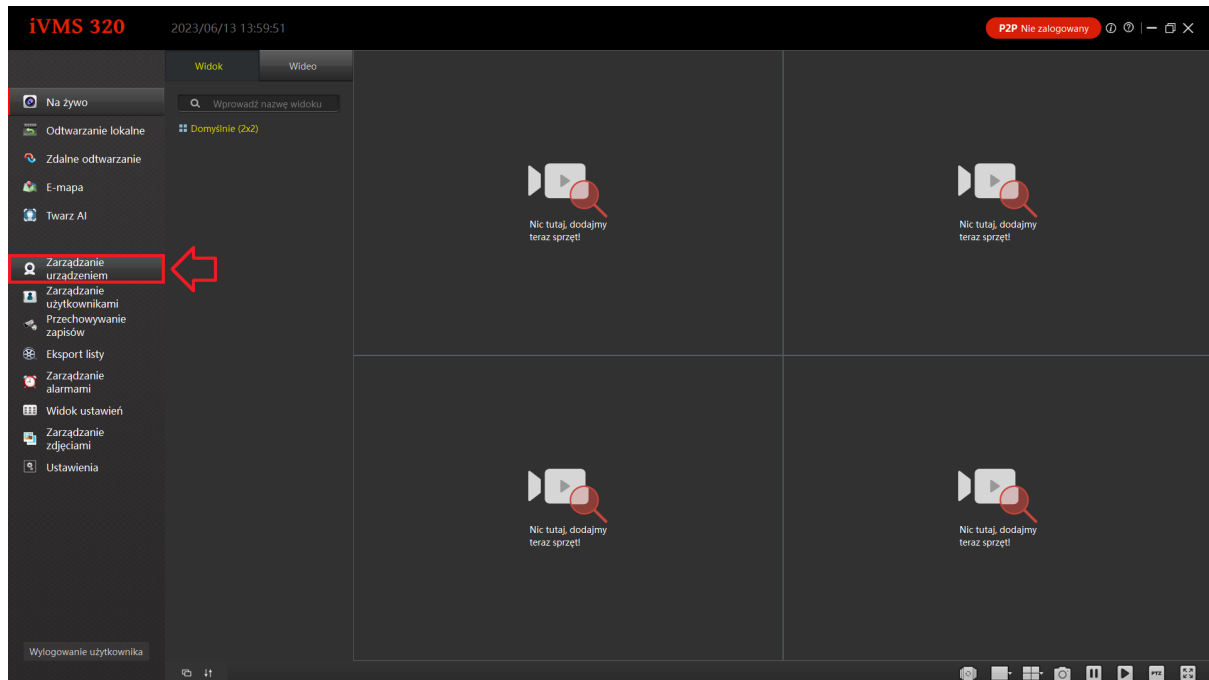 iVMS 320
2023/06/13 13:59:51
P2P Nie zalogowany
Widok
Wideo
Wprowadź nazwę widoku
Domyślnie (2x2)
Na żywo
Odtwarzanie lokalne
Zdalne odtwarzanie
E-mapa
Twarz AI
Zarządzanie
urządzeniem
Zarządzanie
użytkownikami
Przechowywanie
zapisów
Eksport listy
Zarządzanie
alarmami
Widok ustawień
Zarządzanie
zdjęciami
Ustawienia
Wylogowanie użytkownika
Nic tutaj, dodajmy
teraz sprzęt!
Nic tutaj, dodajmy
teraz sprzęt!
Nic tutaj, dodajmy
teraz sprzęt!
Nic tutaj, dodajmy
teraz sprzęt!
PTZ